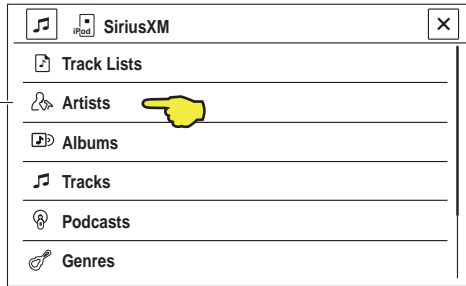 iPod SiriusXM
Track Lists
Artists
Albums
Tracks
Podcasts
Genres